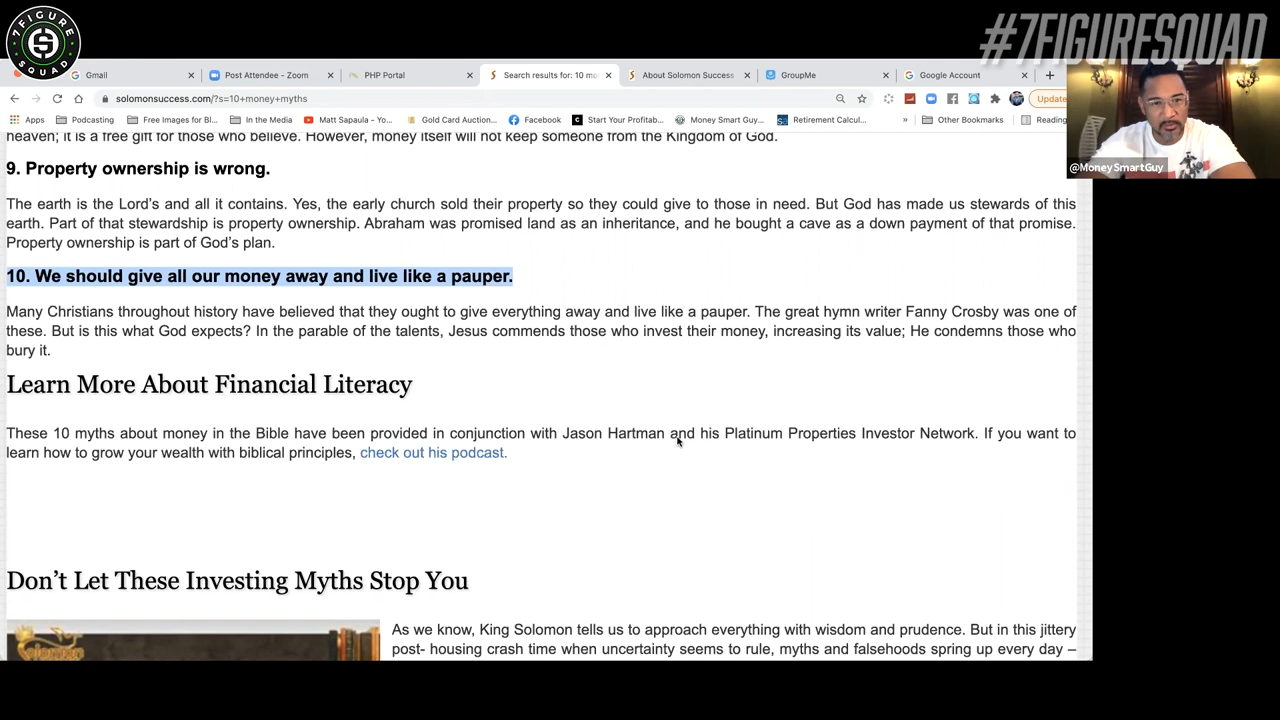 7 FIGURE
SQUAD
#7FIGURESQUAD
Gmail
Post Attendee - Zoom
PHP Portal
Search results for: 10 mo
About Solomon Success
GroupMe
Google Account
solomonsuccess.com/?s=10+money+myths
Update
Apps
Podcasting
Free Images for Bl...
In the Media
Matt Sapaula - Yo...
Gold Card Auction...
Facebook
Start Your Profitab...
Money Smart Guy...
Retirement Calcul...
»
Other Bookmarks
Reading
@MoneySmartGuy
heaven; it is a free gift for those who believe. However, money itself will not keep someone from the Kingdom of God.
9. Property ownership is wrong.
The earth is the Lord's and all it contains. Yes, the early church sold their property so they could give to those in need. But God has made us stewards of this
earth. Part of that stewardship is property ownership. Abraham was promised land as an inheritance, and he bought a cave as a down payment of that promise.
Property ownership is part of God's plan.
10. We should give all our money away and live like a pauper.
Many Christians throughout history have believed that they ought to give everything away and live like a pauper. The great hymn writer Fanny Crosby was one of
these. But is this what God expects? In the parable of the talents, Jesus commends those who invest their money, increasing its value; He condemns those who
bury it.
Learn More About Financial Literacy
These 10 myths about money in the Bible have been provided in conjunction with Jason Hartman and his Platinum Properties Investor Network. If you want to
learn how to grow your wealth with biblical principles, check out his podcast.
Don't Let These Investing Myths Stop You
As we know, King Solomon tells us to approach everything with wisdom and prudence. But in this jittery
post- housing crash time when uncertainty seems to rule, myths and falsehoods spring up every day –